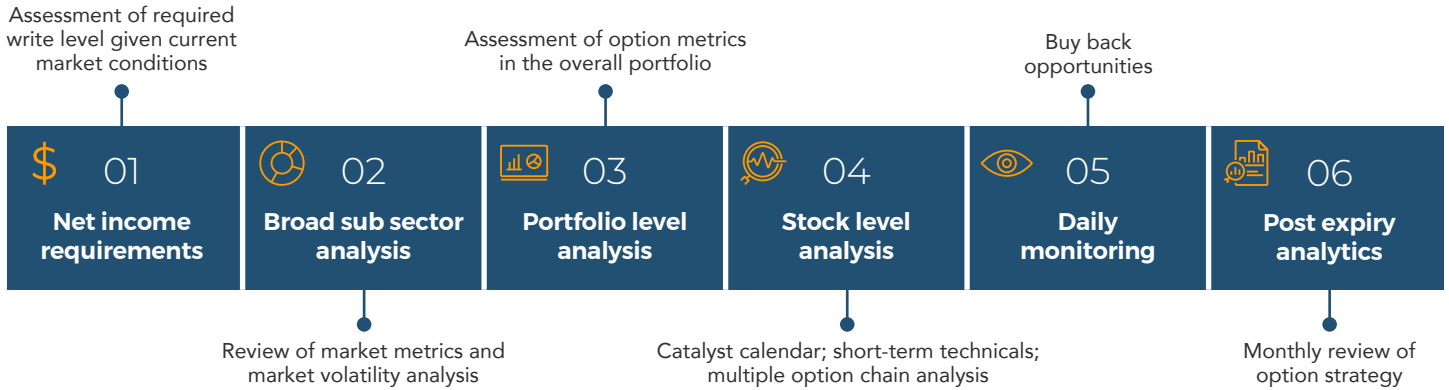 Assessment of required
write level given current
market conditions
Assessment of option metrics
in the overall portfolio
Buy back
opportunities
$
01
Net income
requirements
02
Broad sub sector
analysis
03
Portfolio level
analysis
04
Stock level
analysis
05
Daily
monitoring
06
Post expiry
analytics
Review of market metrics and
market volatility analysis
Catalyst calendar; short-term technicals;
multiple option chain analysis
Monthly review of
option strategy